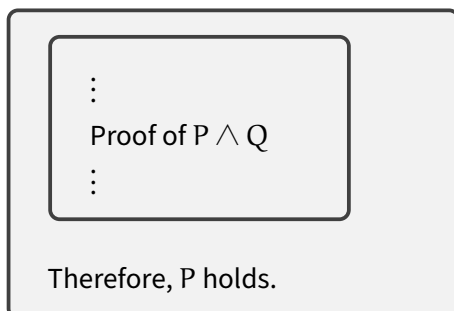 ⋮
Proof of P ∧ Q
⋮
Therefore, P holds.